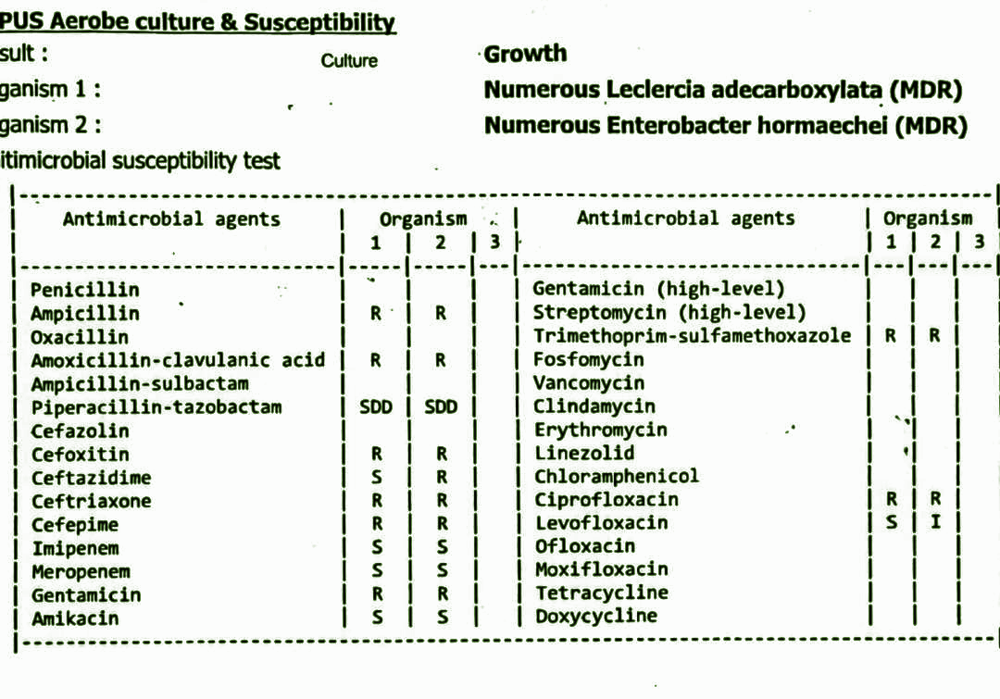 PUS Aerobe culture & Susceptibility
sult : Culture Growth
ganism 1 : Numerous Leclercia adecarboxylata (MDR)
ganism 2 : Numerous Enterobacter hormaechei (MDR)
itimicrobial susceptibility test
Antimicrobial agents | Organism | Antimicrobial agents | Organism
1 | 2 | 3 | 1 | 2 | 3
Penicillin | | | | Gentamicin (high-level)
Ampicillin | R | R | | Streptomycin (high-level)
Oxacillin | | | | Trimethoprim-sulfamethoxazole | R | R
Amoxicillin-clavulanic acid | R | R | | Fosfomycin
Ampicillin-sulbactam | | | | Vancomycin
Piperacillin-tazobactam | SDD | SDD | | Clindamycin
Cefazolin | | | | Erythromycin
Cefoxitin | R | R | | Linezolid
Ceftazidime | S | R | | Chloramphenicol
Ceftriaxone | R | R | | Ciprofloxacin | R | R
Cefepime | R | R | | Levofloxacin | S | I
Imipenem | S | S | | Ofloxacin
Meropenem | S | S | | Moxifloxacin
Gentamicin | R | R | | Tetracycline
Amikacin | S | S | | Doxycycline